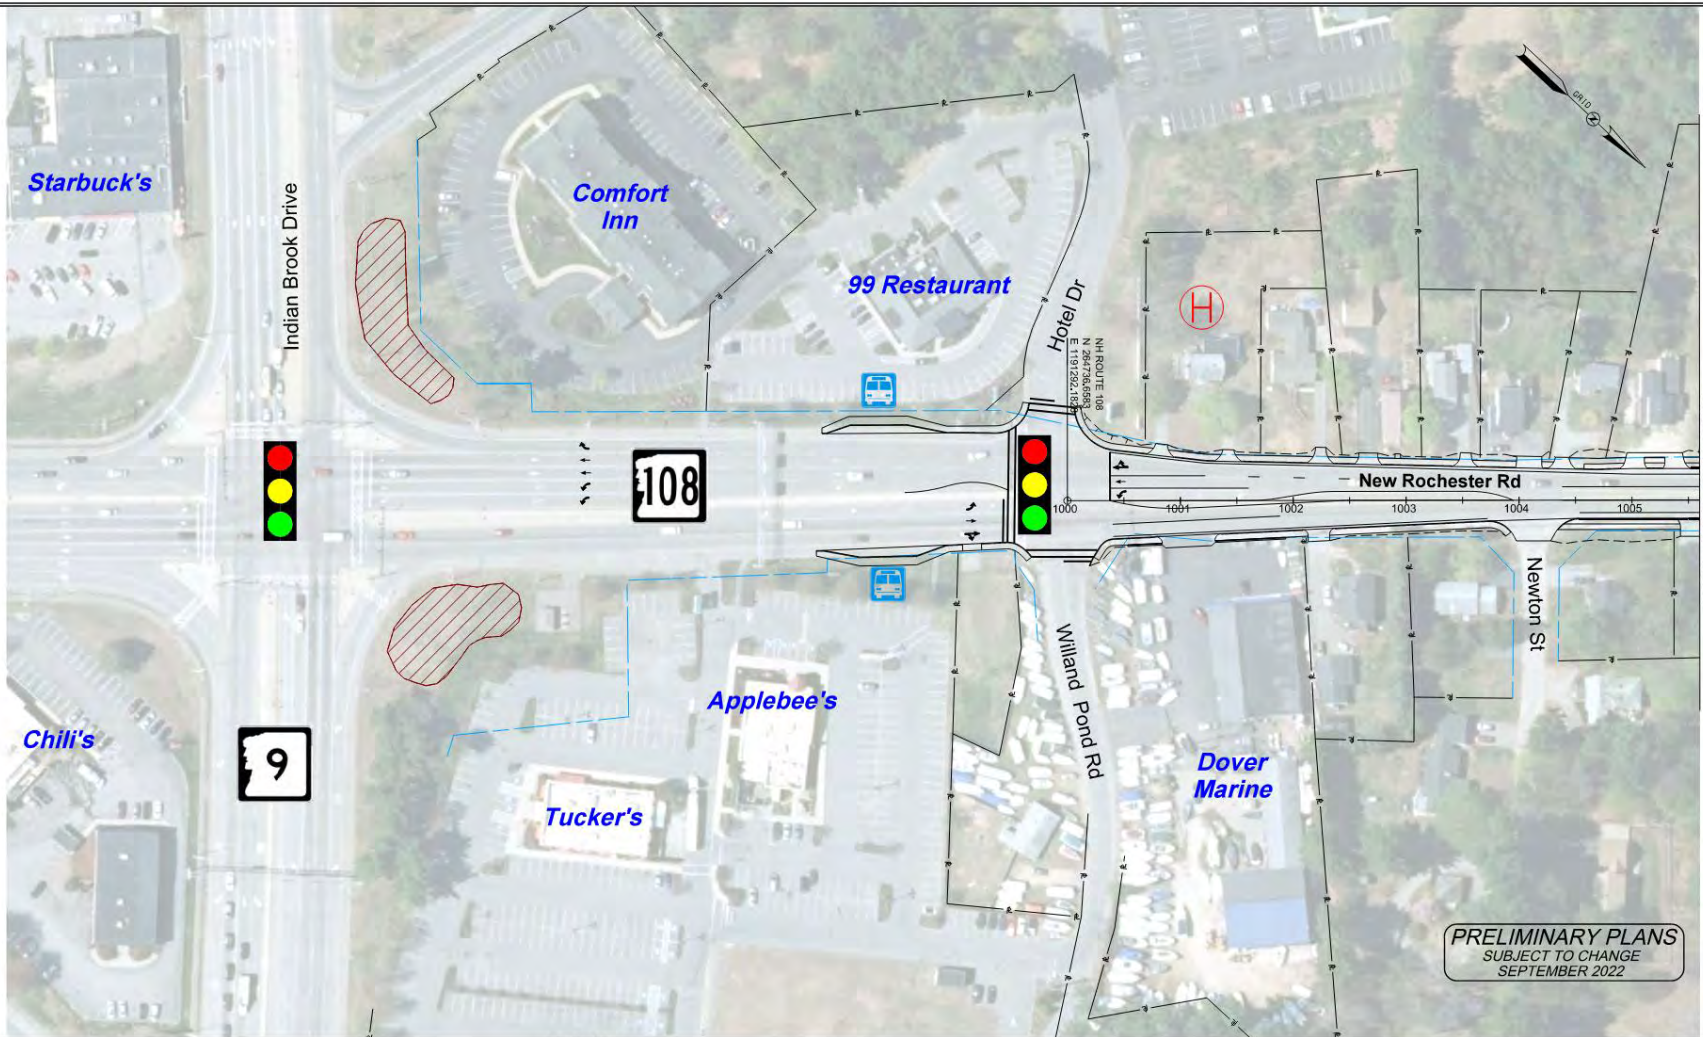 GRID
Starbuck's
Indian Brook Drive
Comfort
Inn
99 Restaurant
Hotel Dr
NH ROUTE 108
N 264736.6583
H
108
New Rochester Rd
1000
1001
1002
1003
1004
1005
Newton St
Willand Pond Rd
Applebee's
Chili's
9
Tucker's
Dover
Marine
PRELIMINARY PLANS
SUBJECT TO CHANGE
SEPTEMBER 2022